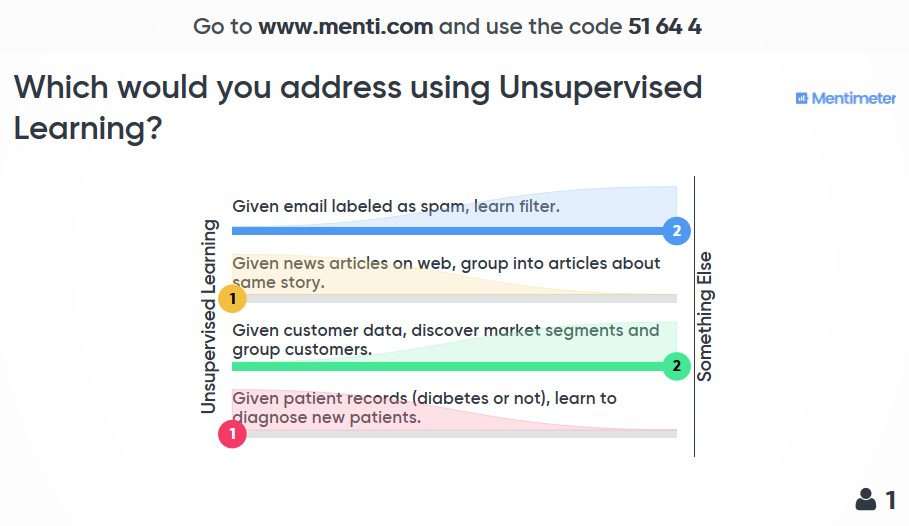 Go to www.menti.com and use the code 51 64 4
Which would you address using Unsupervised
Learning?
Mentimeter
Unsupervised Learning
Given email labeled as spam, learn filter.
2
Given news articles on web, group into articles about
same story.
1
Given customer data, discover market segments and
group customers.
2
Given patient records (diabetes or not), learn to
diagnose new patients.
1
Something Else
1